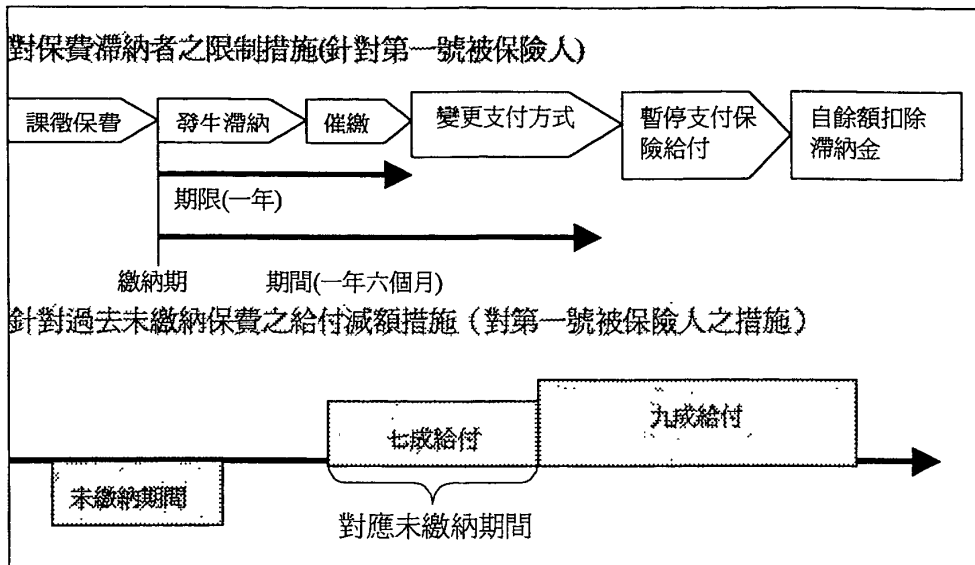 對保費滯納者之限制措施(針對第一號被保險人)
課徵保費
發生滯納
催繳
變更支付方式
暫停支付保
險給付
自餘額扣除
滯納金
期限(一年)
繳納期
期間(一年六個月)
針對過去未繳納保費之給付減額措施（對第一號被保險人之措施）
九成給付
七成給付
未繳納期間
對應未繳納期間